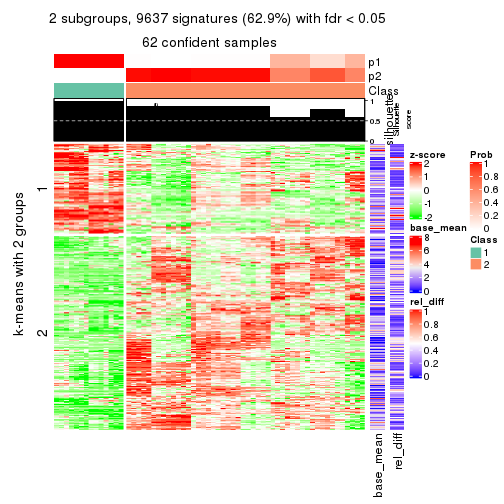 2 subgroups, 9637 signatures (62.9%) with fdr < 0.05
62 confident samples
p1
p2
Class
1
0.5
0
silhouette
Silhouette
score
k-means with 2 groups
1
2
base_mean
rel_diff
z-score
2
1
0
-1
-2
base_mean
8
6
4
2
0
rel_diff
1
0.8
0.6
0.4
0.2
0
Prob
1
0.8
0.6
0.4
0.2
0
Class
1
2